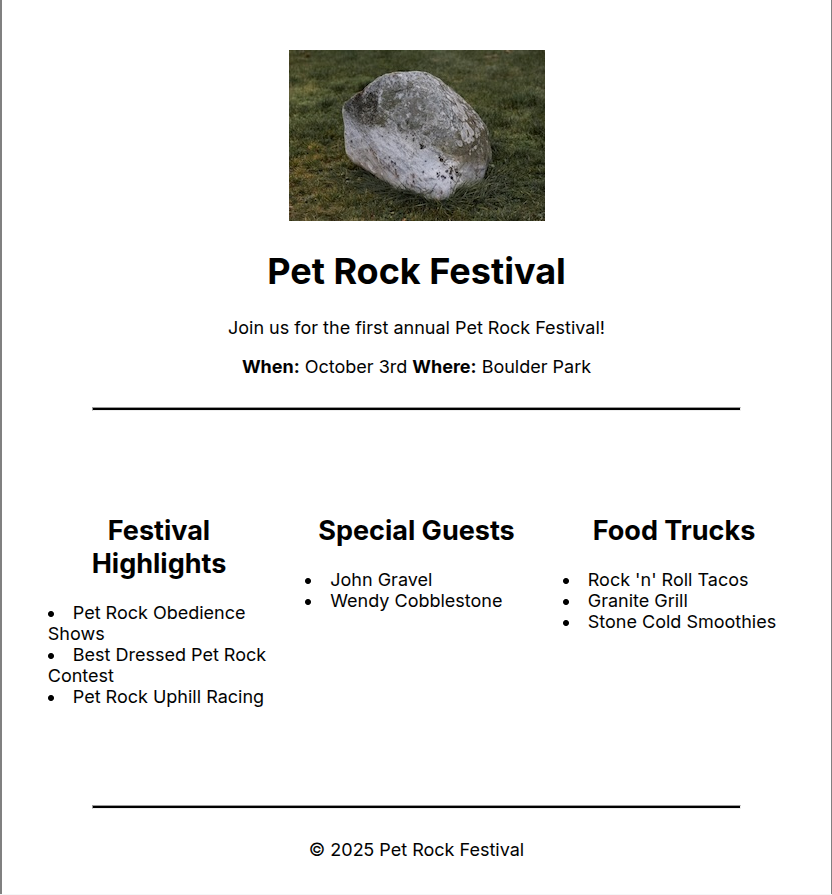 Pet Rock Festival
Join us for the first annual Pet Rock Festival!
When: October 3rd Where: Boulder Park
Festival
Highlights
• Pet Rock Obedience
Shows
• Best Dressed Pet Rock
Contest
• Pet Rock Uphill Racing
Special Guests
• John Gravel
• Wendy Cobblestone
Food Trucks
• Rock 'n' Roll Tacos
• Granite Grill
• Stone Cold Smoothies
© 2025 Pet Rock Festival